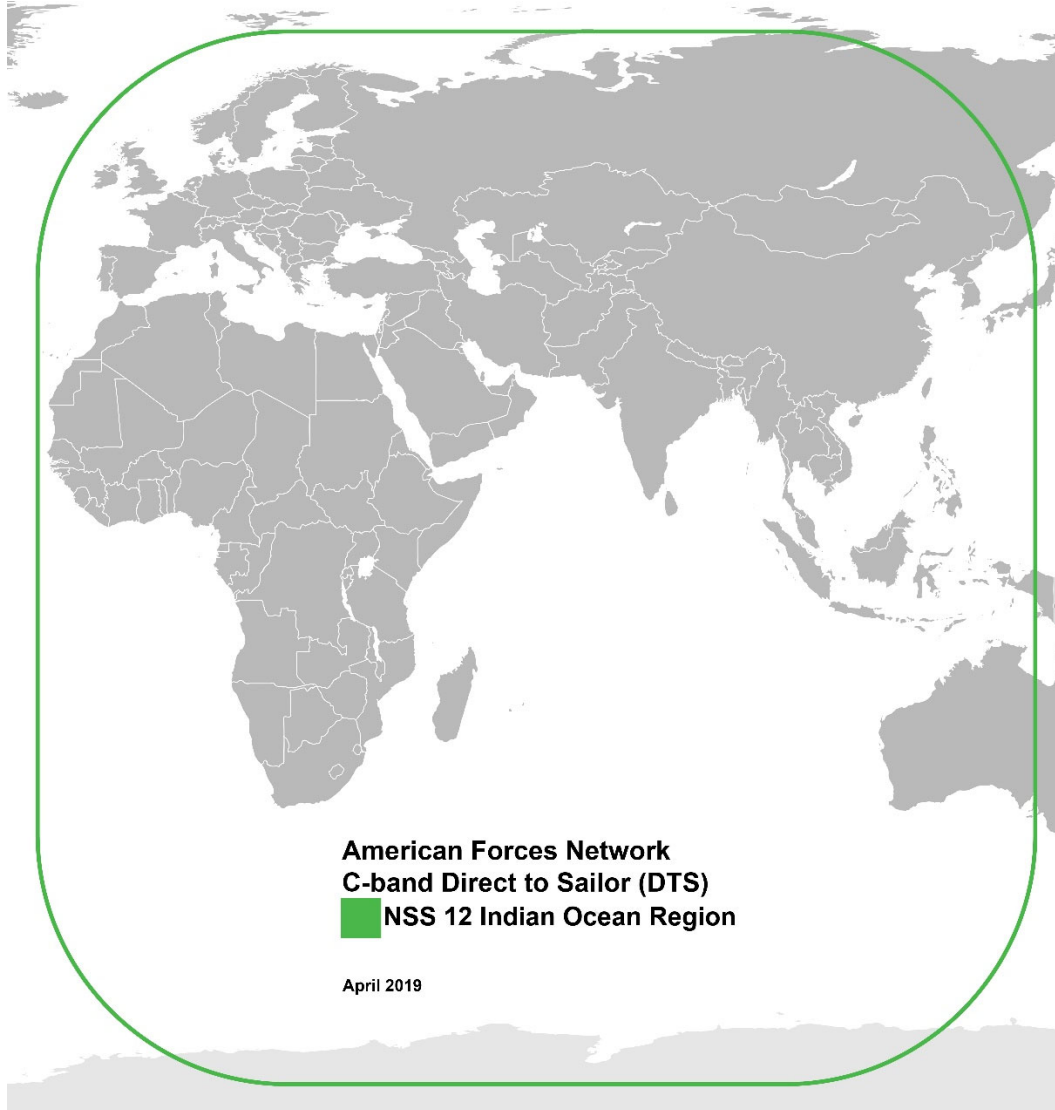 American Forces Network
C-band Direct to Sailor (DTS)
NSS 12 Indian Ocean Region
April 2019